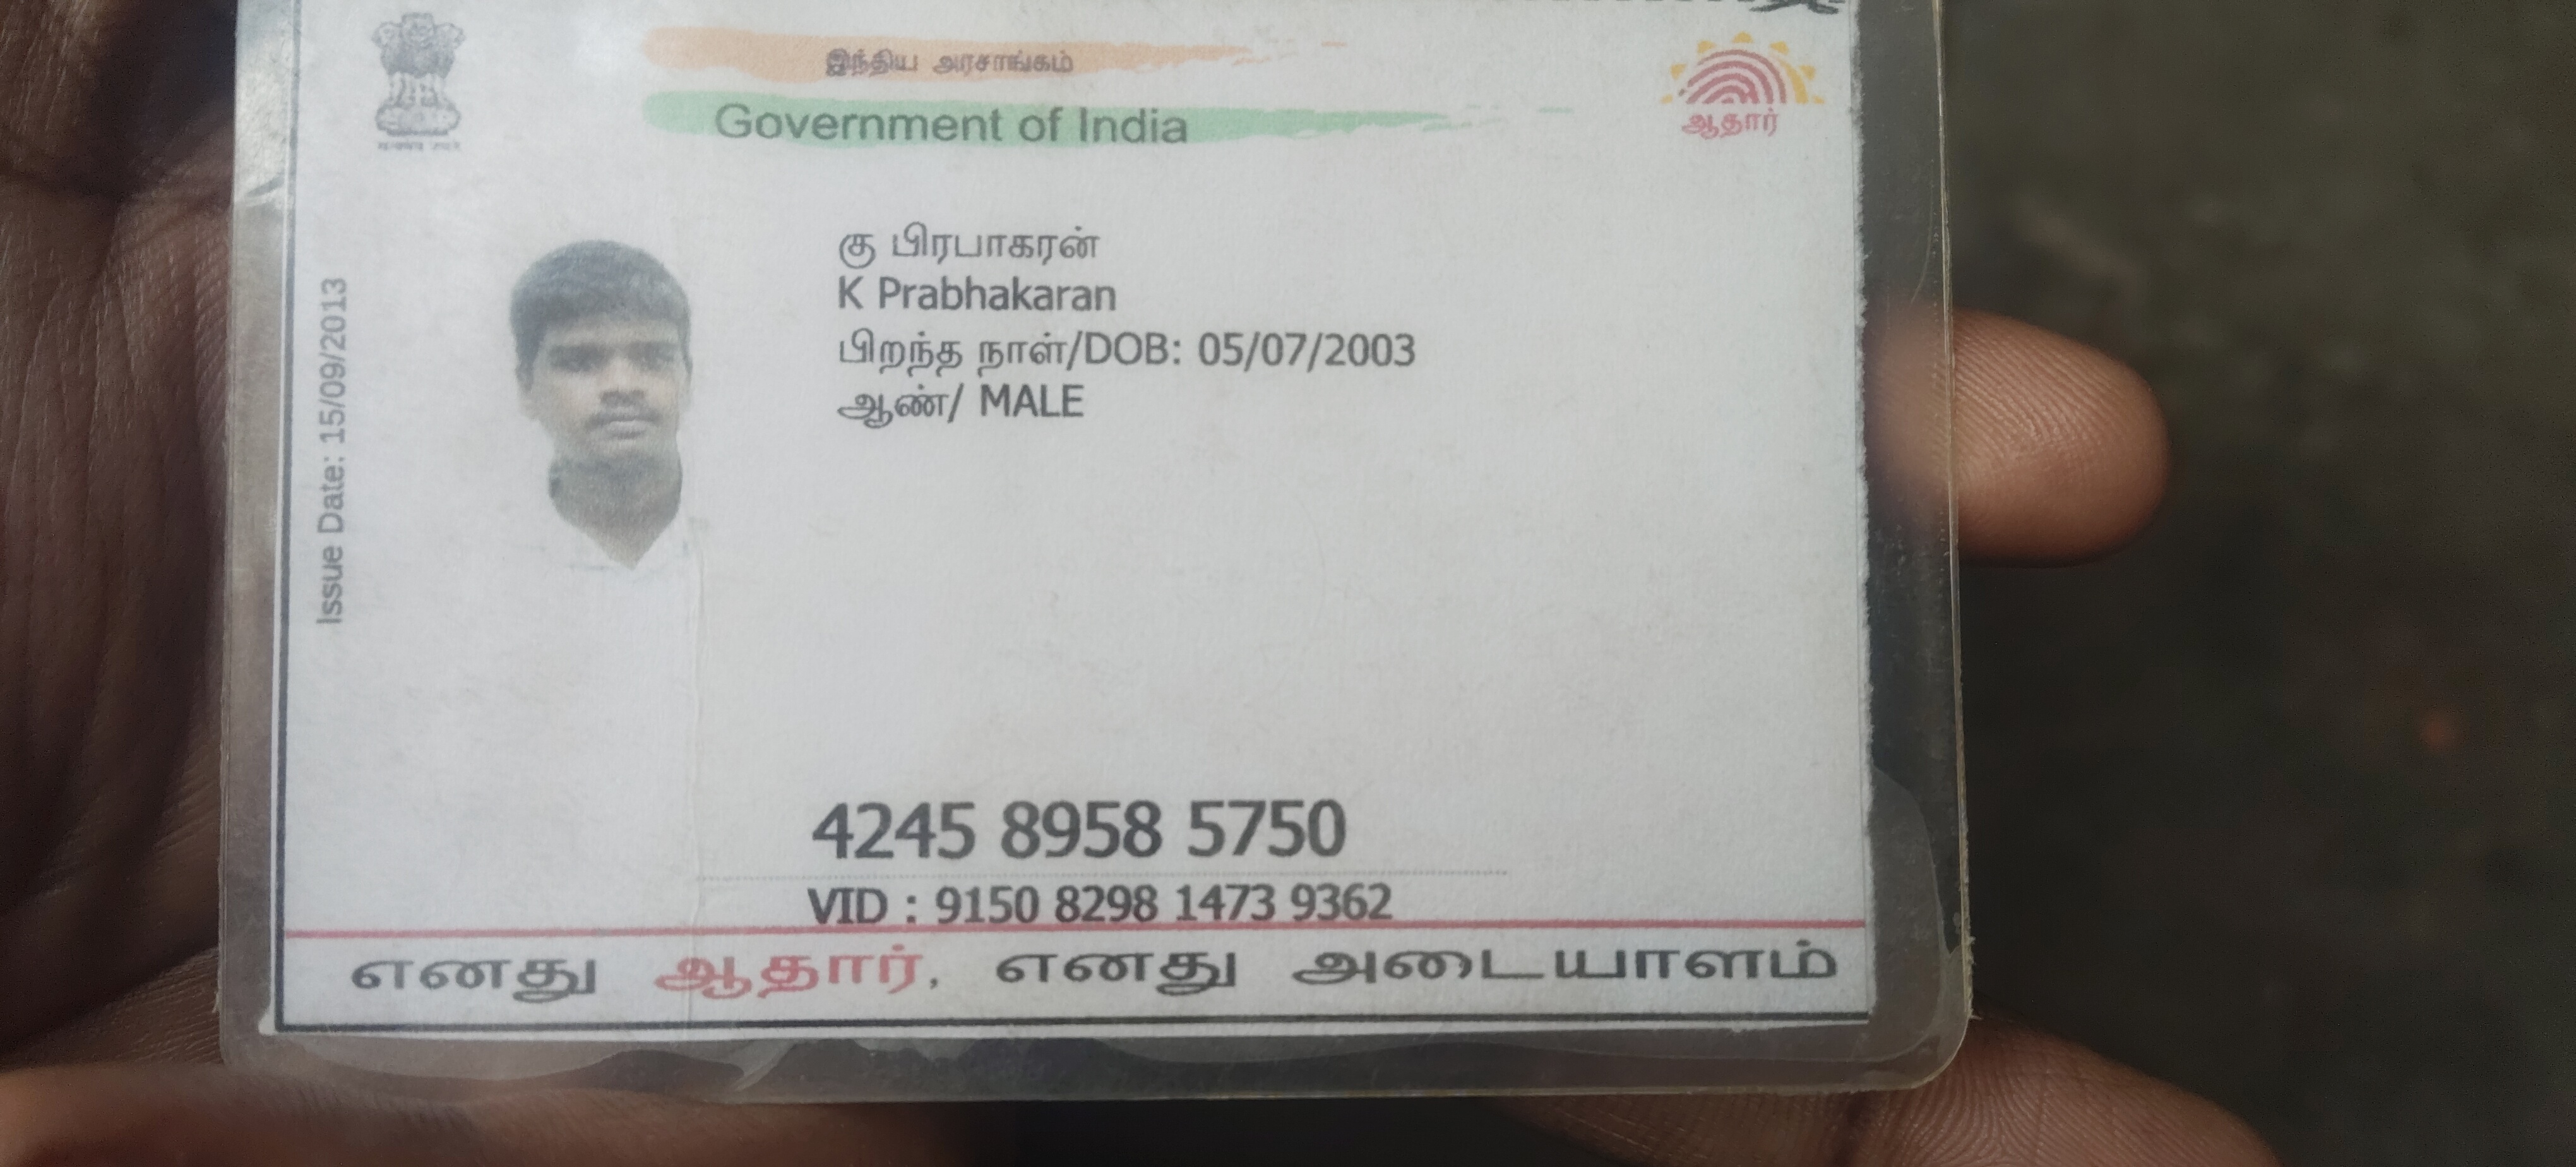 இந்திய அரசாங்கம்
Government of India
ஆதார்
Issue Date: 15/09/2013
கு பிரபாகரன்
K Prabhakaran
பிறந்த நாள்/DOB: 05/07/2003
ஆண்/ MALE
4245 8958 5750
VID : 9150 8298 1473 9362
எனது ஆதார், எனது அடையாளம்